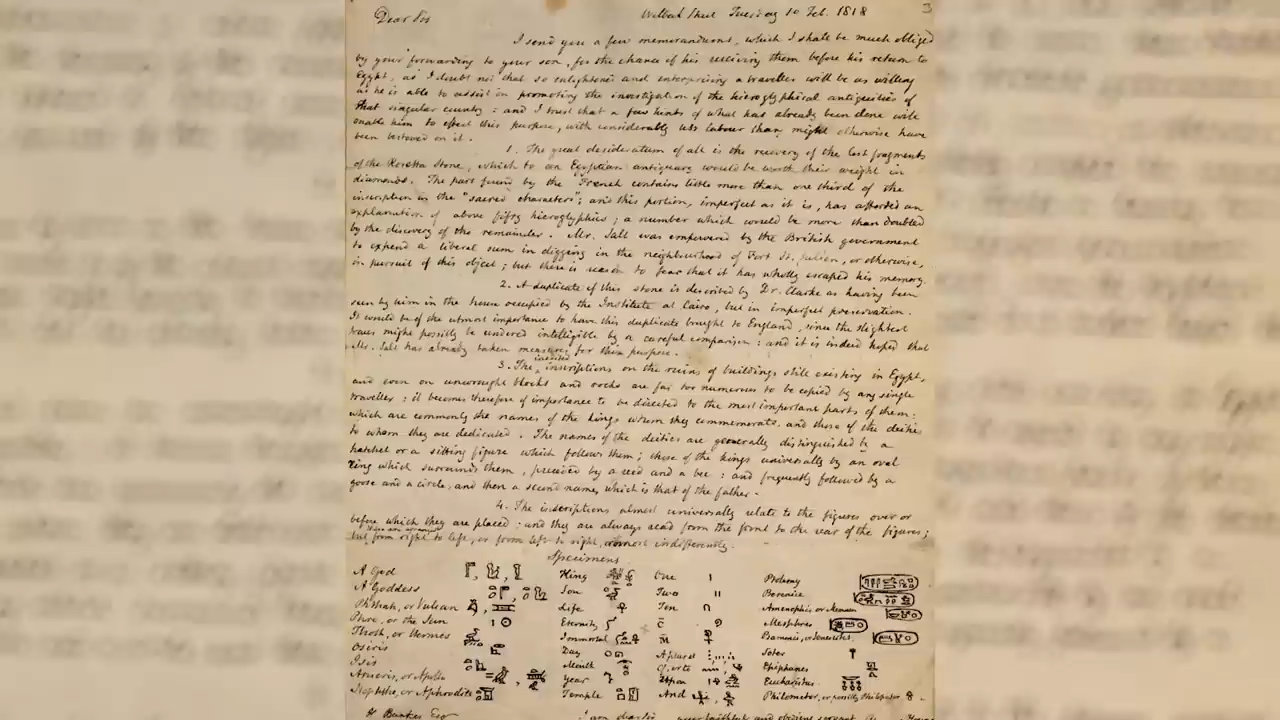 3
Dear Sir Welbeck Street Tuesday 10 Feb. 1818
I send you a few memorandums, which I shall be much obliged
by your forwarding to your son, for the chance of his receiving them before his return to
Egypt, as I doubt not that so enlightened and enterprising a traveller will be as willing
as he is able to assist in promoting the investigation of the hieroglyphical antiquities of
that singular country: and I trust that a few hints of what has already been done will
enable him to effect this purpose, with considerably less labour than might otherwise have
been bestowed on it.
1. The great desideratum of all is the recovery of the lost fragments
of the Rosetta Stone, which to an Egyptian antiquary would be worth their weight in
diamonds. The part found by the French contains little more than one third of the
inscription in the "sacred characters"; and this portion, imperfect as it is, has afforded an
explanation of above fifty hieroglyphics; a number which would be more than doubled
by the discovery of the remainder. Mr. Salt was empowered by the British government
to expend a liberal sum in digging in the neighbourhood of Fort St. Julien, or otherwise,
in pursuit of this object; but there is reason to fear that it has wholly escaped his memory.
2. A duplicate of this stone is described by Dr. Clarke as having been
seen by him in the house occupied by the Institute at Cairo, but in imperfect preservation.
It would be of the utmost importance to have this duplicate brought to England, since the slightest
traces might possibly be rendered intelligible by a careful comparison: and it is indeed hoped that
Mr. Salt has already taken measures for this purpose.
3. The inedited inscriptions on the ruins of buildings still existing in Egypt,
and even on unwrought blocks and rocks are far too numerous to be copied by any single
traveller: it becomes therefore of importance to be directed to the most important parts of them:
which are commonly the names of the kings whom they commemorate, and those of the deities
to whom they are dedicated. The names of the deities are generally distinguished by a
hatchet or a sitting figure which follows them; those of the kings universally by an oval
ring which surrounds them, preceded by a reed and a bee: and frequently followed by a
goose and a circle, and then a second name, which is that of the father.
4. The inscriptions almost universally relate to the figures over or
before which they are placed: and they are always read from the front to the rear of the figures;
but from right to left, or from left to right, almost indifferently.
Specimens
A God King One Ptolemy
A Goddess Son Two Berenice
Phthah, or Vulcan Life Ten Amenophis or Memnon
Phre, or the Sun Eternity C̄ Mesphres
Thoth, or Hermes Immortal M̄
Osiris Day A plural Soter
Isis Month Epiphanes
Arueris, or Apollo Year Upon Eucharistus
Nephthe, or Aphrodite Temple And Philometor, or possibly Philopator
W Bankes Esqr I am dear Sir your faithful and obedient servant